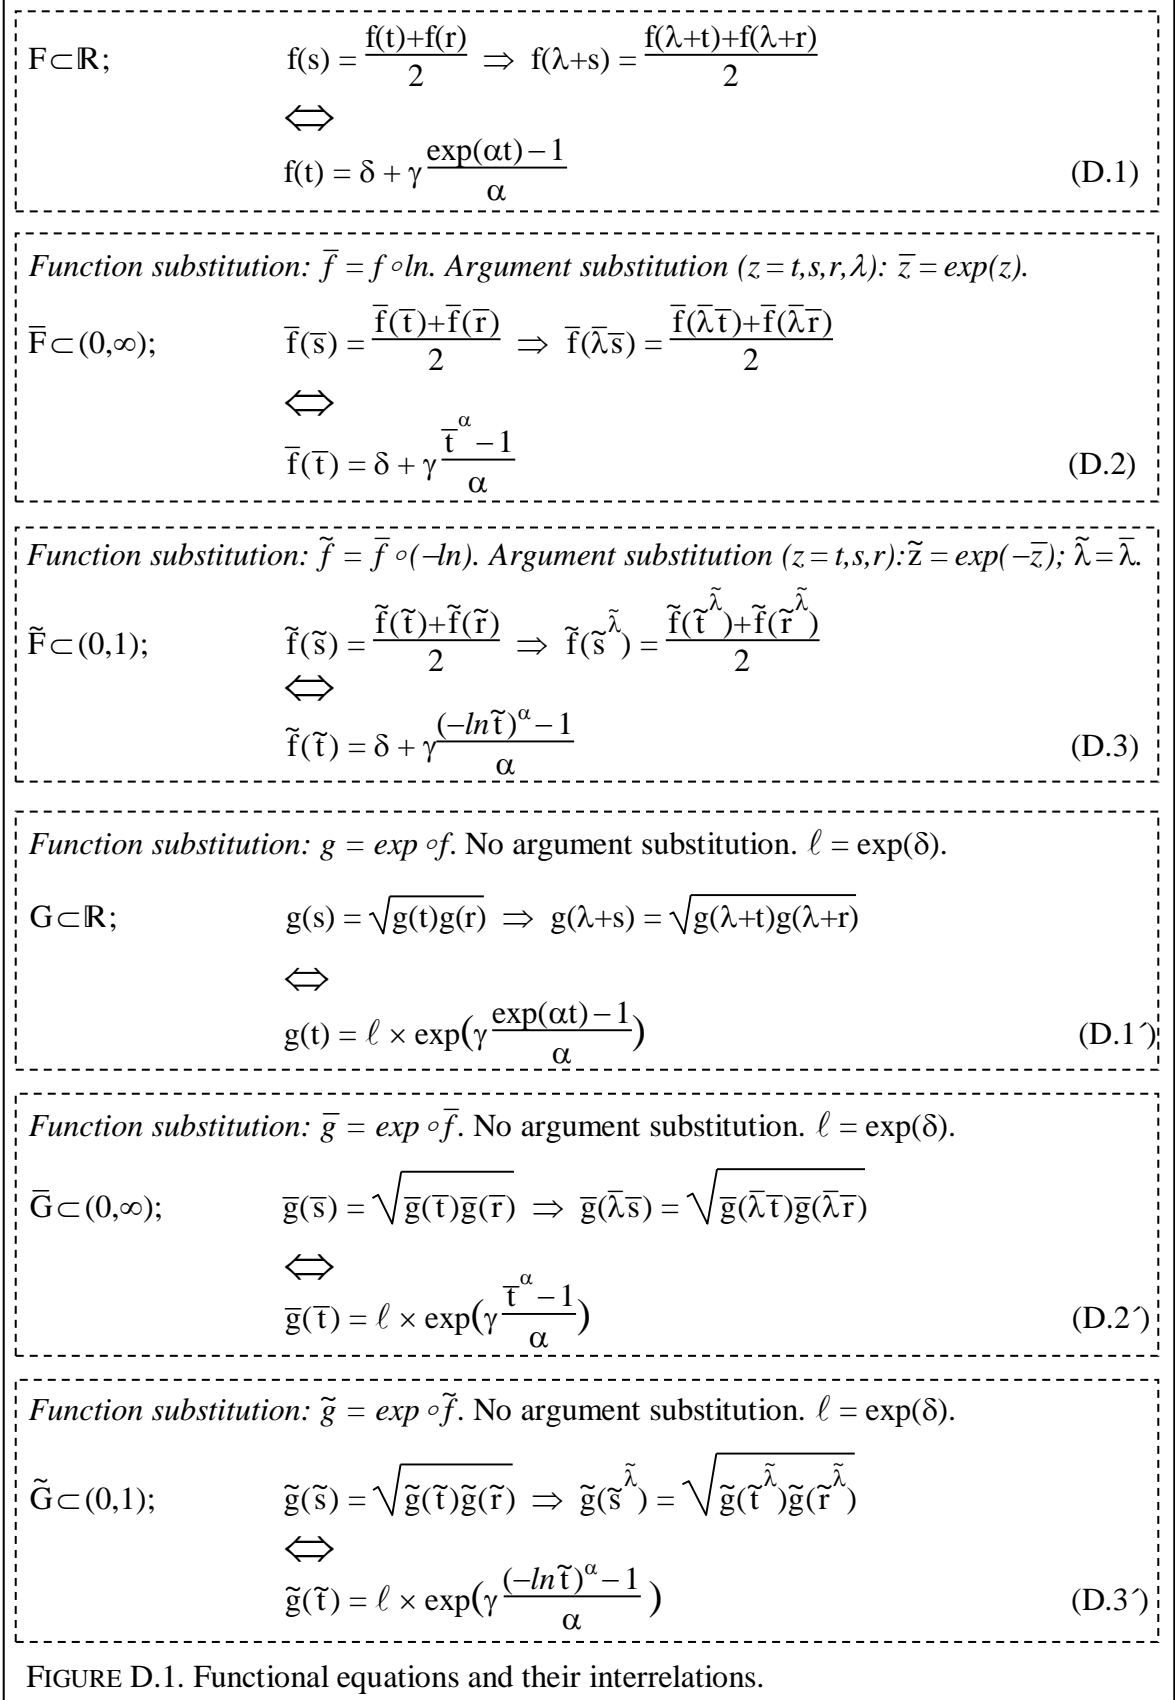 F⊂ℝ; f(s) = (f(t)+f(r))/2 ⇒ f(λ+s) = (f(λ+t)+f(λ+r))/2
⇔
f(t) = δ + γ (exp(αt) − 1)/α (D.1)
Function substitution: f̅ = f∘ln. Argument substitution (z = t,s,r,λ): z̅ = exp(z).
F̅⊂(0,∞); f̅(s̅) = (f̅(t̅)+f̅(r̅))/2 ⇒ f̅(λ̅s̅) = (f̅(λ̅t̅)+f̅(λ̅r̅))/2
⇔
f̅(t̅) = δ + γ (t̅^α − 1)/α (D.2)
Function substitution: f̃ = f̅∘(−ln). Argument substitution (z = t,s,r): z̃ = exp(−z̅); λ̃ = λ̅.
F̃⊂(0,1); f̃(s̃) = (f̃(t̃)+f̃(r̃))/2 ⇒ f̃(s̃^λ̃) = (f̃(t̃^λ̃)+f̃(r̃^λ̃))/2
⇔
f̃(t̃) = δ + γ ((−ln t̃)^α − 1)/α (D.3)
Function substitution: g = exp∘f. No argument substitution. ℓ = exp(δ).
G⊂ℝ; g(s) = √(g(t)g(r)) ⇒ g(λ+s) = √(g(λ+t)g(λ+r))
⇔
g(t) = ℓ × exp(γ (exp(αt) − 1)/α) (D.1´)
Function substitution: g̅ = exp∘f̅. No argument substitution. ℓ = exp(δ).
G̅⊂(0,∞); g̅(s̅) = √(g̅(t̅)g̅(r̅)) ⇒ g̅(λ̅s̅) = √(g̅(λ̅t̅)g̅(λ̅r̅))
⇔
g̅(t̅) = ℓ × exp(γ (t̅^α − 1)/α) (D.2´)
Function substitution: g̃ = exp∘f̃. No argument substitution. ℓ = exp(δ).
G̃⊂(0,1); g̃(s̃) = √(g̃(t̃)g̃(r̃)) ⇒ g̃(s̃^λ̃) = √(g̃(t̃^λ̃)g̃(r̃^λ̃))
⇔
g̃(t̃) = ℓ × exp(γ ((−ln t̃)^α − 1)/α) (D.3´)
FIGURE D.1. Functional equations and their interrelations.